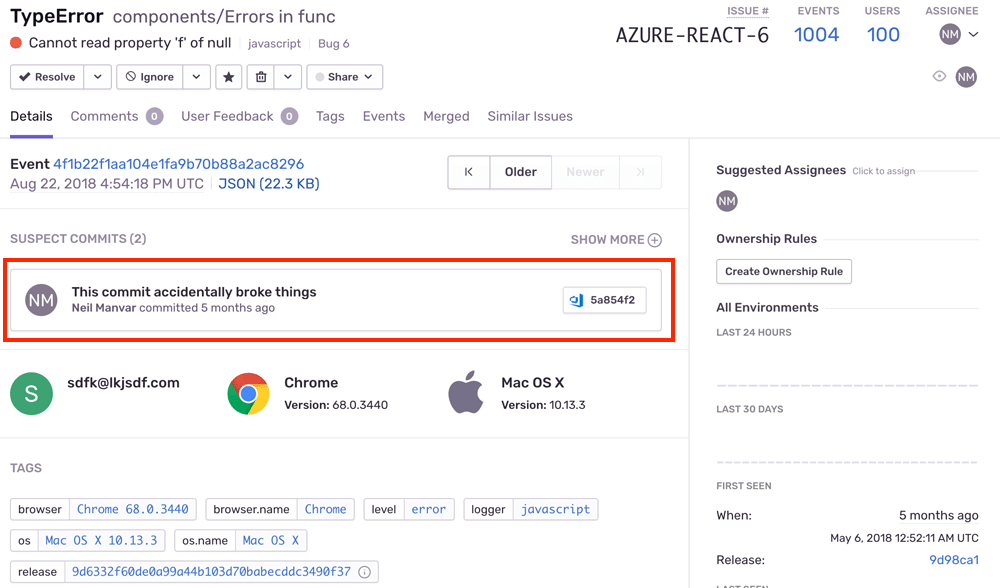 TypeError components/Errors in func
ISSUE # EVENTS USERS ASSIGNEE
Cannot read property 'f' of null javascript Bug 6
AZURE-REACT-6 1004 100 NM
Resolve Ignore Share
NM
Details Comments 0 User Feedback 0 Tags Events Merged Similar Issues
Event 4f1b22f1aa104e1fa9b70b88a2ac8296
Aug 22, 2018 4:54:18 PM UTC JSON (22.3 KB)
Older Newer
SUSPECT COMMITS (2) SHOW MORE
NM This commit accidentally broke things
Neil Manvar committed 5 months ago
5a854f2
S sdfk@lkjsdf.com
Chrome
Version: 68.0.3440
Mac OS X
Version: 10.13.3
TAGS
browser Chrome 68.0.3440 browser.name Chrome level error logger javascript
os Mac OS X 10.13.3 os.name Mac OS X
release 9d6332f60de0a99a44b103d70babecddc3490f37
Suggested Assignees Click to assign
NM
Ownership Rules
Create Ownership Rule
All Environments
LAST 24 HOURS
LAST 30 DAYS
FIRST SEEN
When: 5 months ago
May 6, 2018 12:52:11 AM UTC
Release: 9d98ca1
LAST SEEN